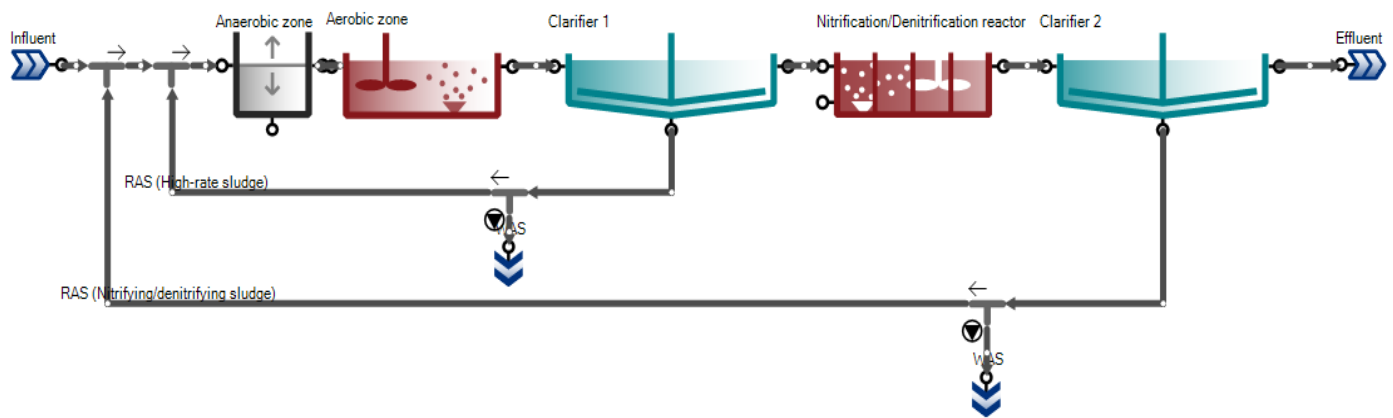 Influent
Anaerobic zone
Aerobic zone
Clarifier 1
Nitrification/Denitrification reactor
Clarifier 2
Effluent
RAS (High-rate sludge)
WAS
RAS (Nitrifying/denitrifying sludge)
WAS